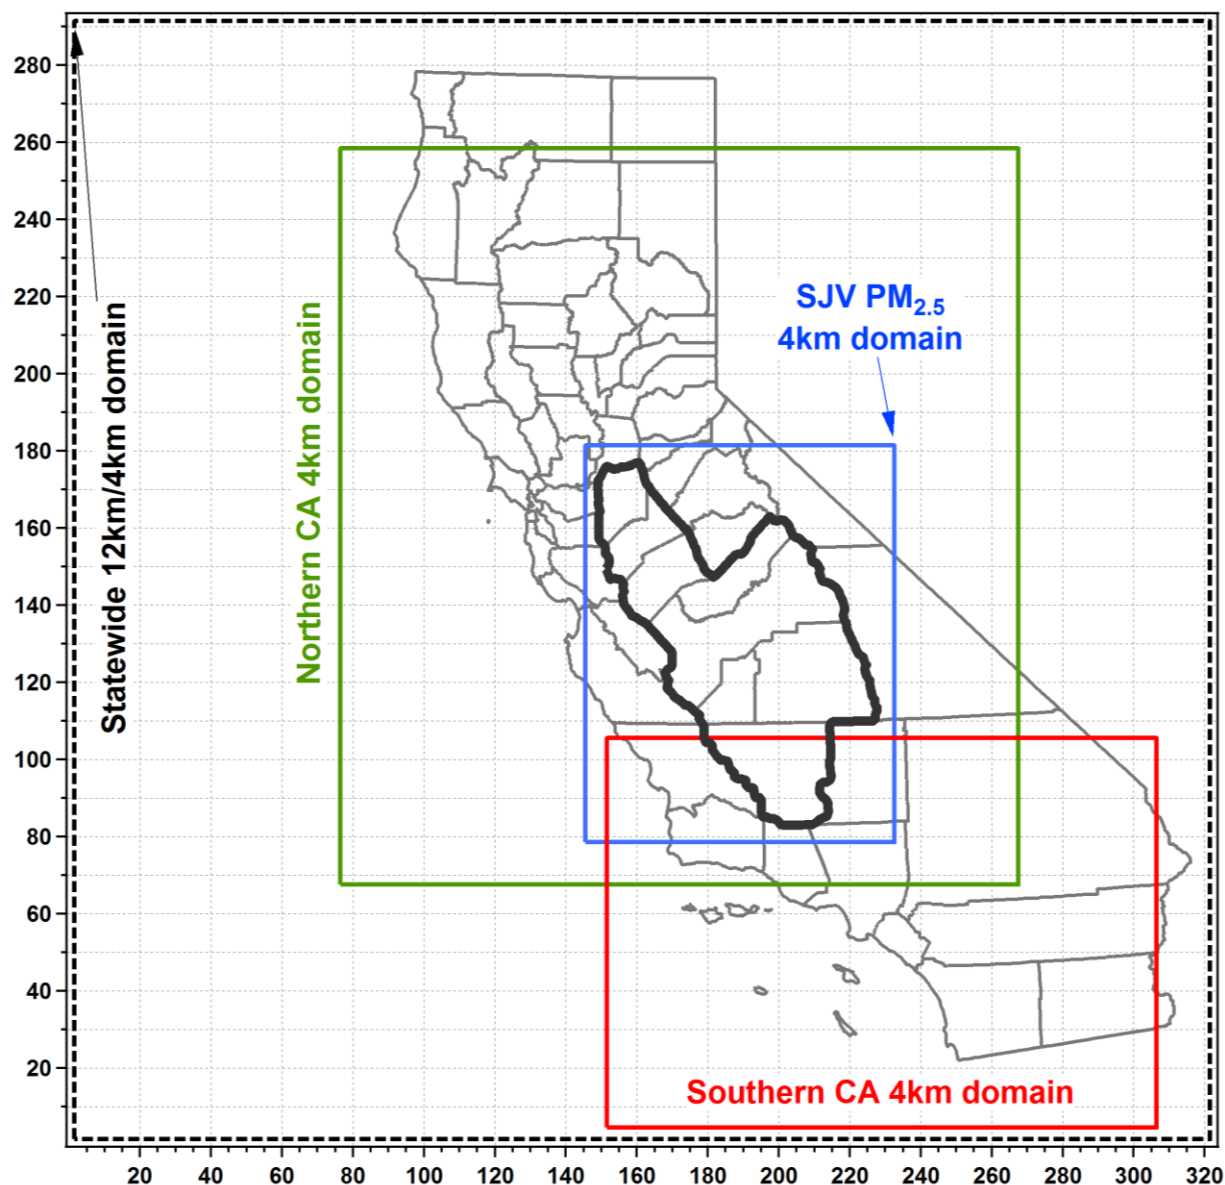 280
260
240
220
200
180
160
140
120
100
80
60
40
20
Statewide 12km/4km domain
Northern CA 4km domain
SJV PM2.5
4km domain
Southern CA 4km domain
20 40 60 80 100 120 140 160 180 200 220 240 260 280 300 320